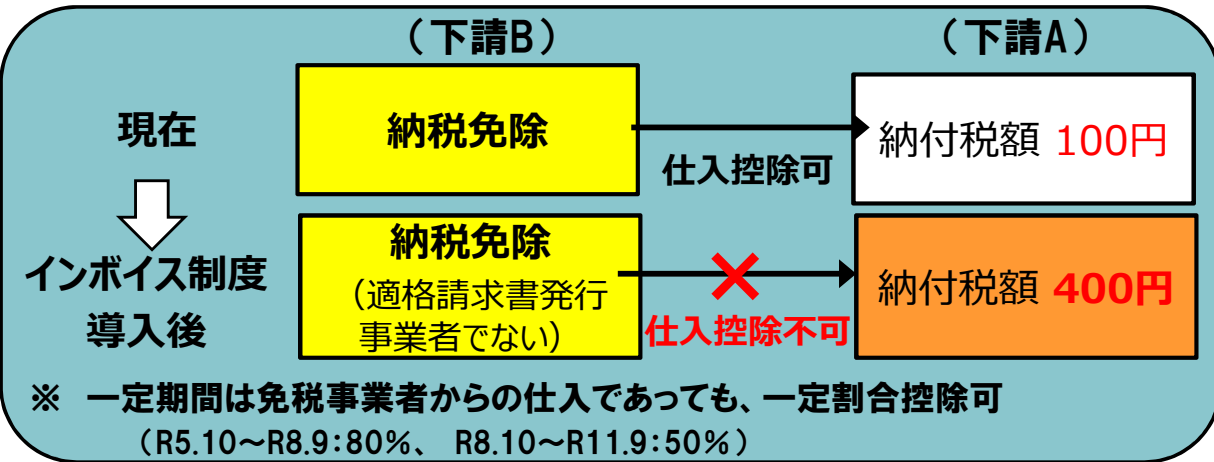 （下請B）
（下請A）
現在
納税免除
仕入控除可
納付税額 100円
インボイス制度
導入後
納税免除
（適格請求書発行
事業者でない）
仕入控除不可
納付税額 400円
※ 一定期間は免税事業者からの仕入であっても、一定割合控除可
（R5.10～R8.9：80%、 R8.10～R11.9：50%）